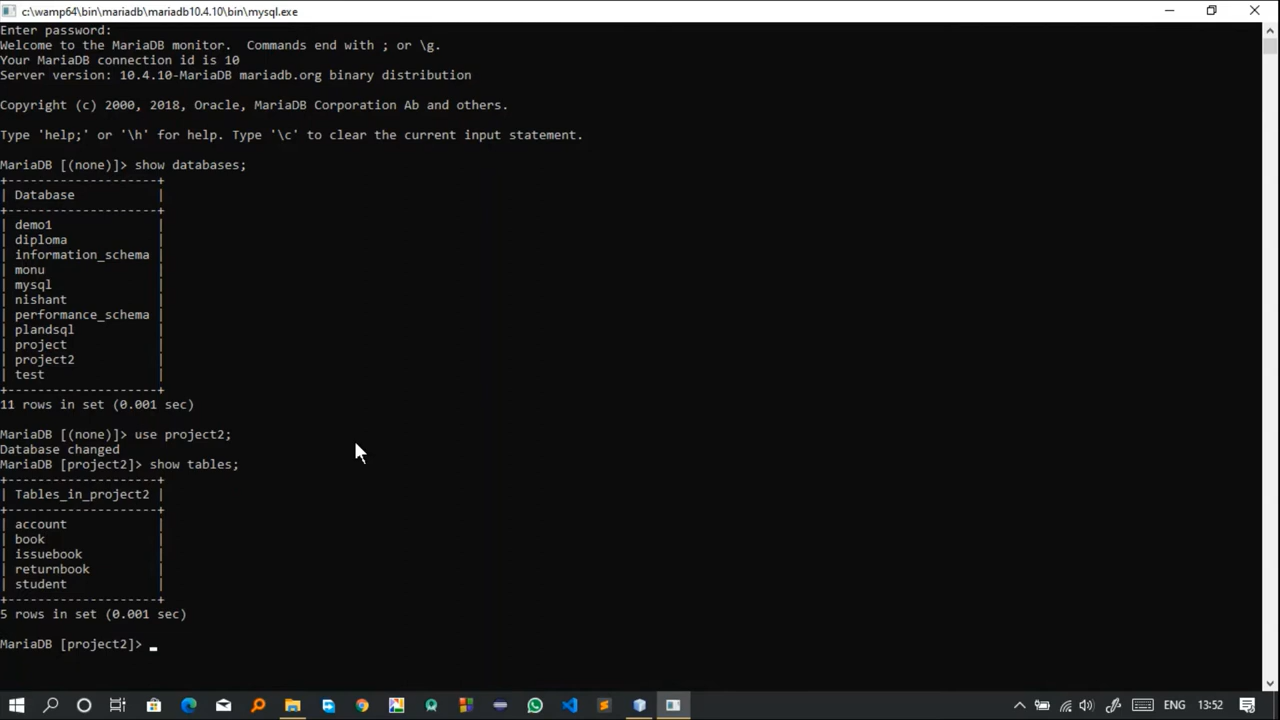 c:\wamp64\bin\mariadb\mariadb10.4.10\bin\mysql.exe
Enter password:
Welcome to the MariaDB monitor.  Commands end with ; or \g.
Your MariaDB connection id is 10
Server version: 10.4.10-MariaDB mariadb.org binary distribution

Copyright (c) 2000, 2018, Oracle, MariaDB Corporation Ab and others.

Type 'help;' or '\h' for help. Type '\c' to clear the current input statement.

MariaDB [(none)]> show databases;
+--------------------+
| Database           |
+--------------------+
| demo1              |
| diploma            |
| information_schema |
| monu               |
| mysql              |
| nishant            |
| performance_schema |
| plandsql           |
| project            |
| project2           |
| test               |
+--------------------+
11 rows in set (0.001 sec)

MariaDB [(none)]> use project2;
Database changed
MariaDB [project2]> show tables;
+--------------------+
| Tables_in_project2 |
+--------------------+
| account            |
| book               |
| issuebook          |
| returnbook         |
| student            |
+--------------------+
5 rows in set (0.001 sec)

MariaDB [project2]> _
ENG 13:52